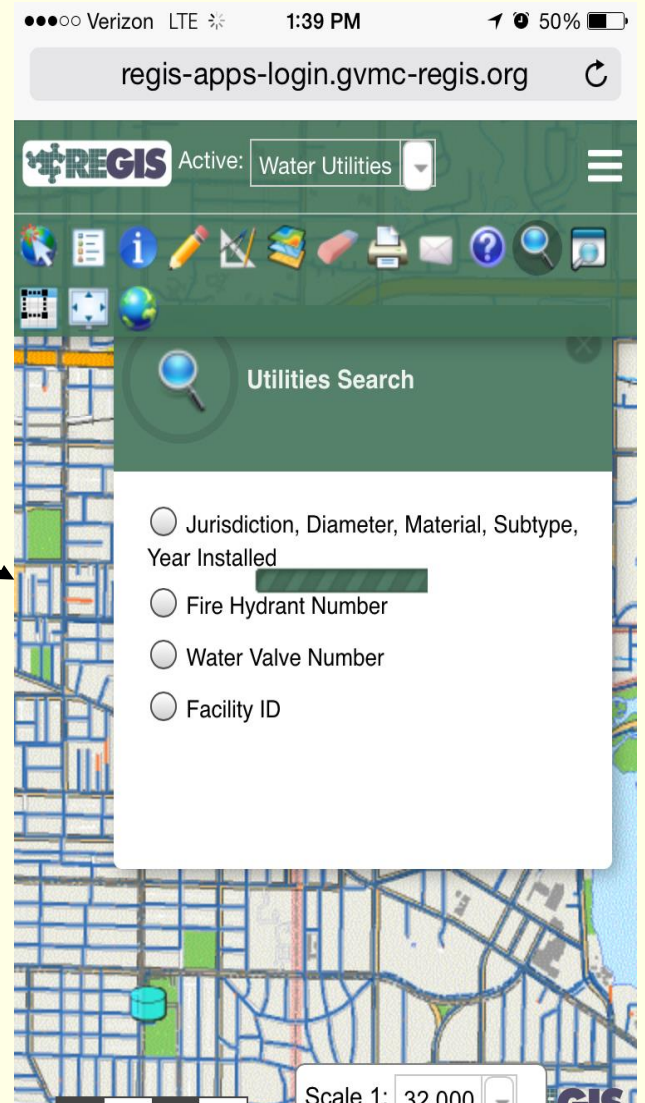 Verizon LTE 1:39 PM 50%
regis-apps-login.gvmc-regis.org
REGIS Active: Water Utilities
Utilities Search
Jurisdiction, Diameter, Material, Subtype,
Year Installed
Fire Hydrant Number
Water Valve Number
Facility ID
Scale 1: 32,000
GIS